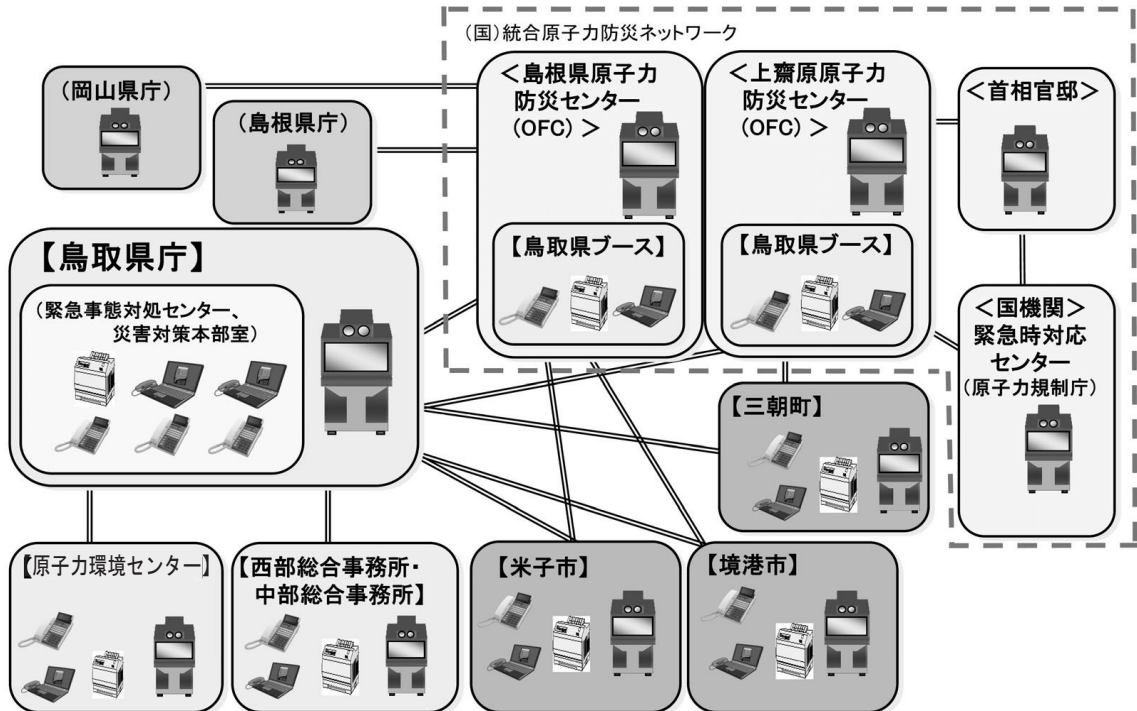 (国)統合原子力防災ネットワーク
(岡山県庁)
(島根県庁)
＜島根県原子力
防災センター
(OFC)＞
＜上齋原原子力
防災センター
(OFC)＞
＜首相官邸＞
【鳥取県ブース】
【鳥取県ブース】
【鳥取県庁】
(緊急事態対処センター、
災害対策本部室)
＜国機関＞
緊急時対応
センター
(原子力規制庁)
【三朝町】
【原子力環境センター】
【西部総合事務所・
中部総合事務所】
【米子市】
【境港市】